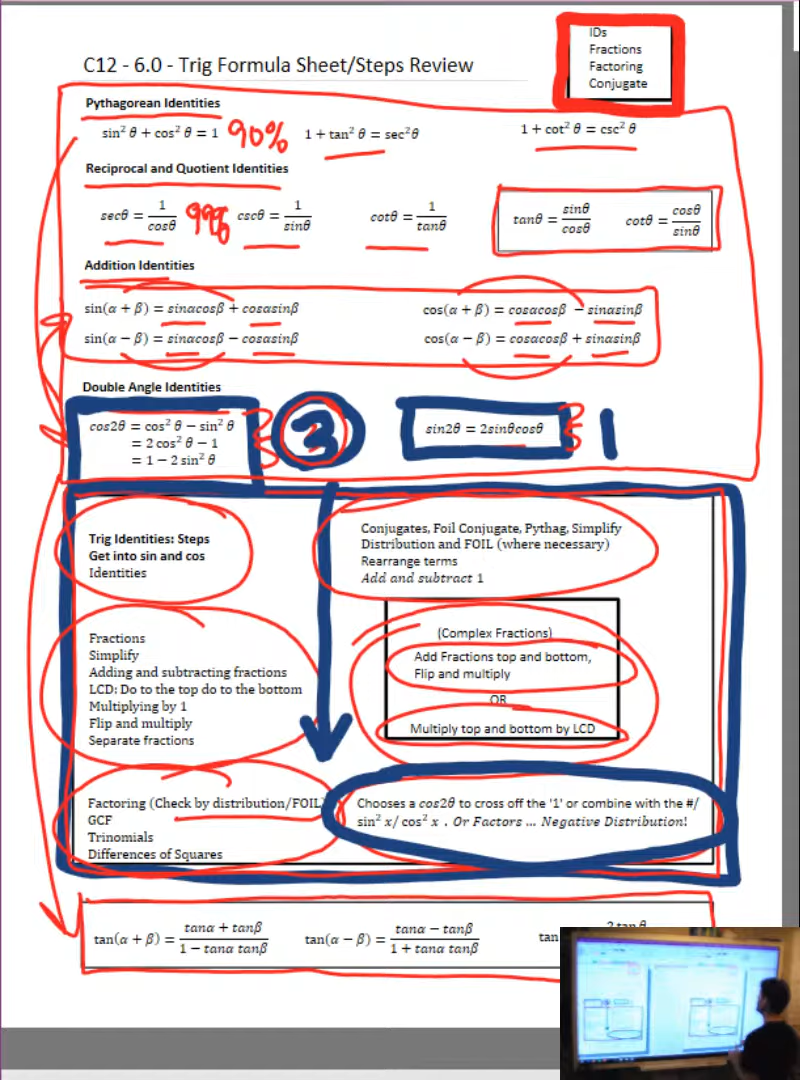 IDs
Fractions
Factoring
Conjugate
C12 - 6.0 - Trig Formula Sheet/Steps Review
Pythagorean Identities
sin² θ + cos² θ = 1 90% 1 + tan² θ = sec² θ 1 + cot² θ = csc² θ
Reciprocal and Quotient Identities
secθ = 1/cosθ 99% cscθ = 1/sinθ cotθ = 1/tanθ tanθ = sinθ/cosθ cotθ = cosθ/sinθ
Addition Identities
sin(α + β) = sinαcosβ + cosαsinβ cos(α + β) = cosαcosβ − sinαsinβ
sin(α − β) = sinαcosβ − cosαsinβ cos(α − β) = cosαcosβ + sinαsinβ
Double Angle Identities
cos2θ = cos² θ − sin² θ
= 2 cos² θ − 1
= 1 − 2 sin² θ
3
sin2θ = 2sinθcosθ 1
Trig Identities: Steps
Get into sin and cos
Identities
Conjugates, Foil Conjugate, Pythag, Simplify
Distribution and FOIL (where necessary)
Rearrange terms
Add and subtract 1
Fractions
Simplify
Adding and subtracting fractions
LCD: Do to the top do to the bottom
Multiplying by 1
Flip and multiply
Separate fractions
(Complex Fractions)
Add Fractions top and bottom,
Flip and multiply
OR
Multiply top and bottom by LCD
Factoring (Check by distribution/FOIL)
GCF
Trinomials
Differences of Squares
Chooses a cos2θ to cross off the '1' or combine with the #/
sin² x/ cos² x . Or Factors ... Negative Distribution!
tan(α + β) = tanα + tanβ/1 − tanα tanβ tan(α − β) = tanα − tanβ/1 + tanα tanβ tan